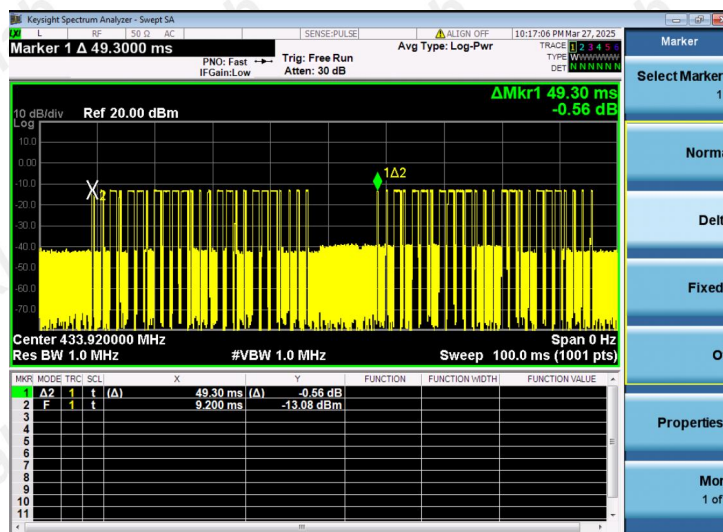 Keysight Spectrum Analyzer - Swept SA
L RF 50 Ω AC SENSE:PULSE ALIGN OFF 10:17:06 PM Mar 27, 2025
Marker 1 Δ 49.3000 ms
PNO: Fast
IFGain:Low
Trig: Free Run
Atten: 30 dB
Avg Type: Log-Pwr
TRACE 1 2 3 4 5 6
TYPE WWWWWW
DET N N N N N N
ΔMkr1 49.30 ms
-0.56 dB
10 dB/div Ref 20.00 dBm
Log
10.0
0.00
-10.0
-20.0
-30.0
-40.0
-50.0
-60.0
-70.0
2
1Δ2
Center 433.920000 MHz Span 0 Hz
Res BW 1.0 MHz #VBW 1.0 MHz Sweep 100.0 ms (1001 pts)
MKR MODE TRC SCL X Y FUNCTION FUNCTION WIDTH FUNCTION VALUE
1 Δ2 1 t (Δ) 49.30 ms (Δ) -0.56 dB
2 F 1 t 9.200 ms -13.08 dBm
3
4
5
6
7
8
9
10
11
Marker
Select Marker
1
Norma
Delt
Fixed
O
Properties
Mor
1 of